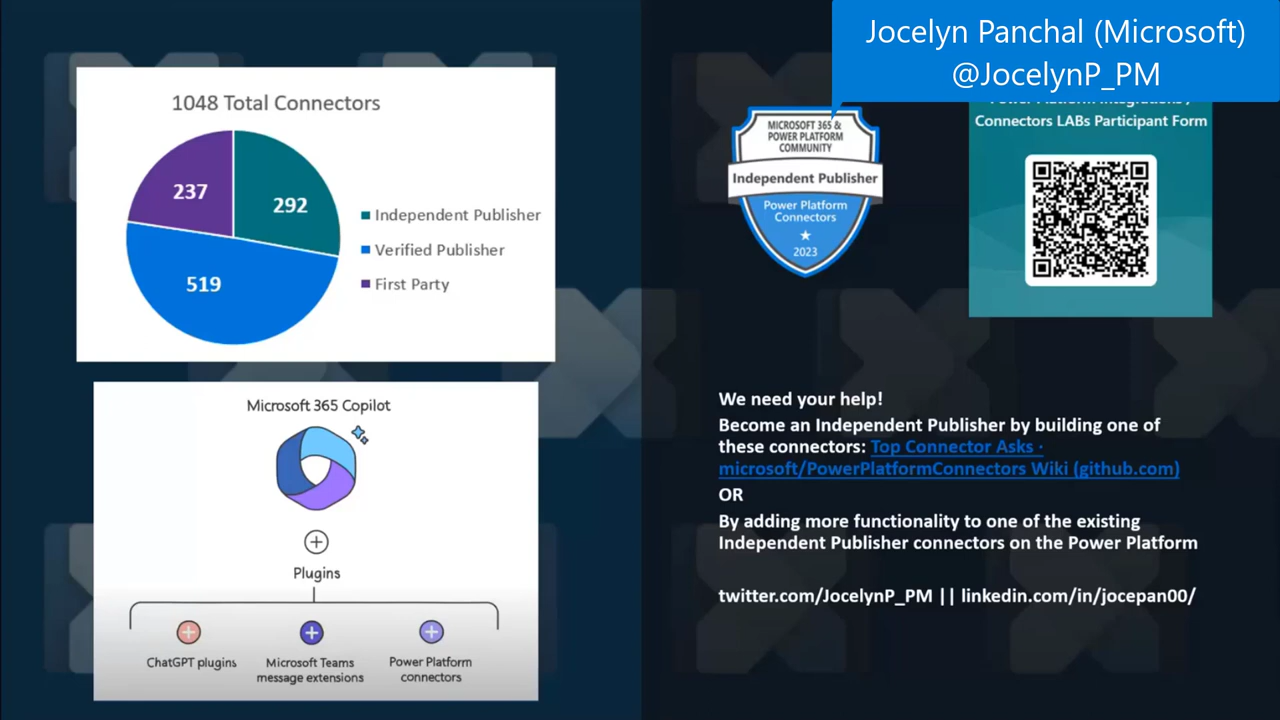 Jocelyn Panchal (Microsoft)
@JocelynP_PM
1048 Total Connectors
237
292
519
Independent Publisher
Verified Publisher
First Party
MICROSOFT 365 &
POWER PLATFORM
COMMUNITY
Independent Publisher
Power Platform
Connectors
2023
Power Platform Integrations /
Connectors LABs Participant Form
Microsoft 365 Copilot
Plugins
ChatGPT plugins
Microsoft Teams
message extensions
Power Platform
connectors
We need your help!
Become an Independent Publisher by building one of
these connectors: Top Connector Asks ·
microsoft/PowerPlatformConnectors Wiki (github.com)
OR
By adding more functionality to one of the existing
Independent Publisher connectors on the Power Platform
twitter.com/JocelynP_PM || linkedin.com/in/jocepan00/